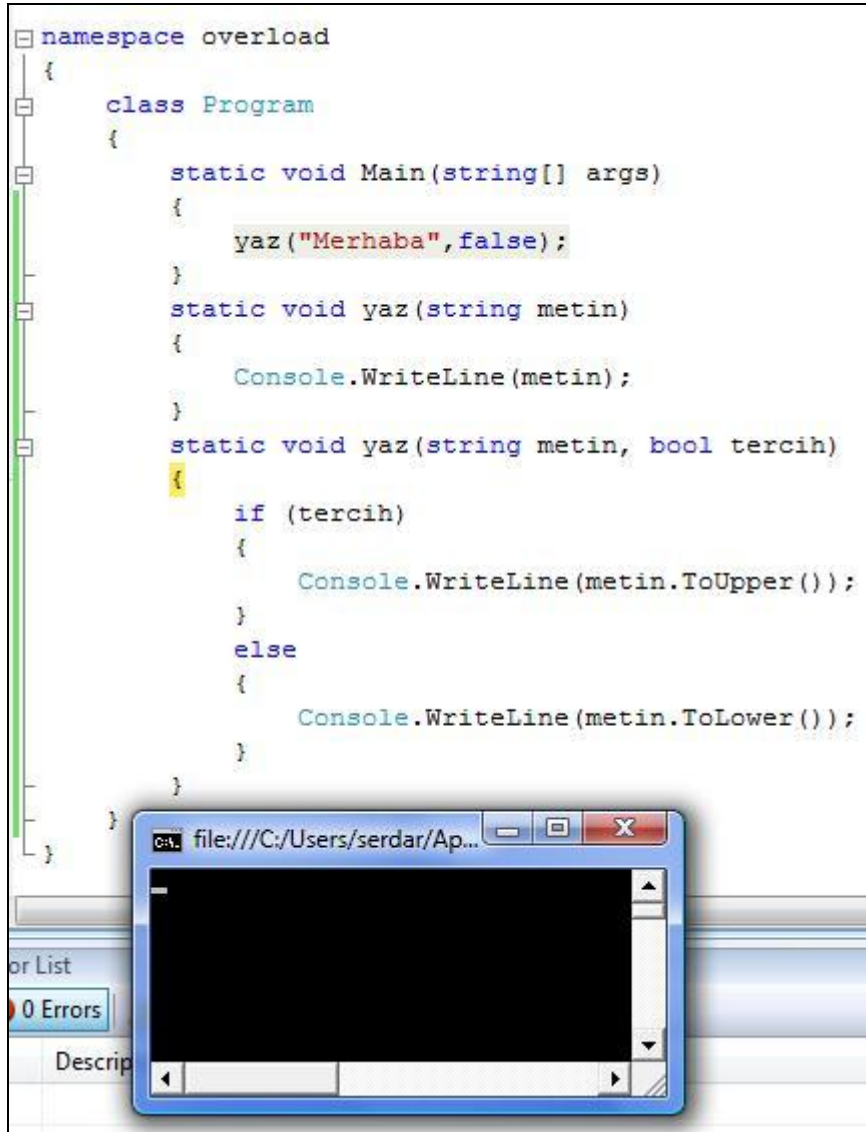 namespace overload
{
class Program
{
static void Main(string[] args)
{
yaz("Merhaba",false);
}
static void yaz(string metin)
{
Console.WriteLine(metin);
}
static void yaz(string metin, bool tercih)
{
if (tercih)
{
Console.WriteLine(metin.ToUpper());
}
else
{
Console.WriteLine(metin.ToLower());
}
}
}
}
file:///C:/Users/serdar/Ap...
or List
0 Errors
Descrip